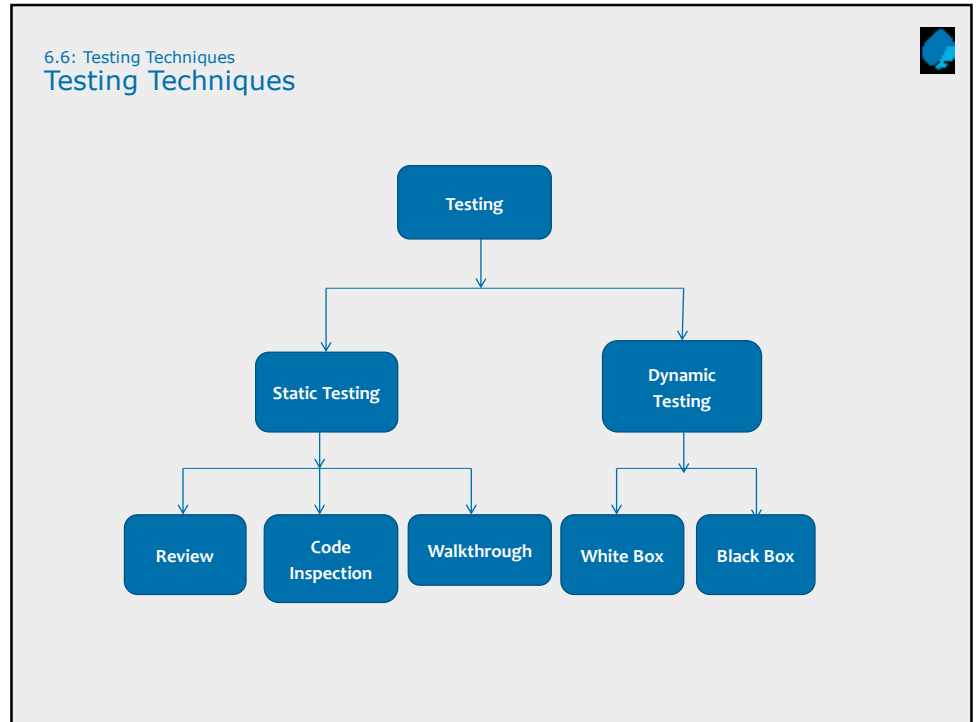 6.6: Testing Techniques
Testing Techniques
Testing
Static Testing
Dynamic
Testing
Review
Code
Inspection
Walkthrough
White Box
Black Box